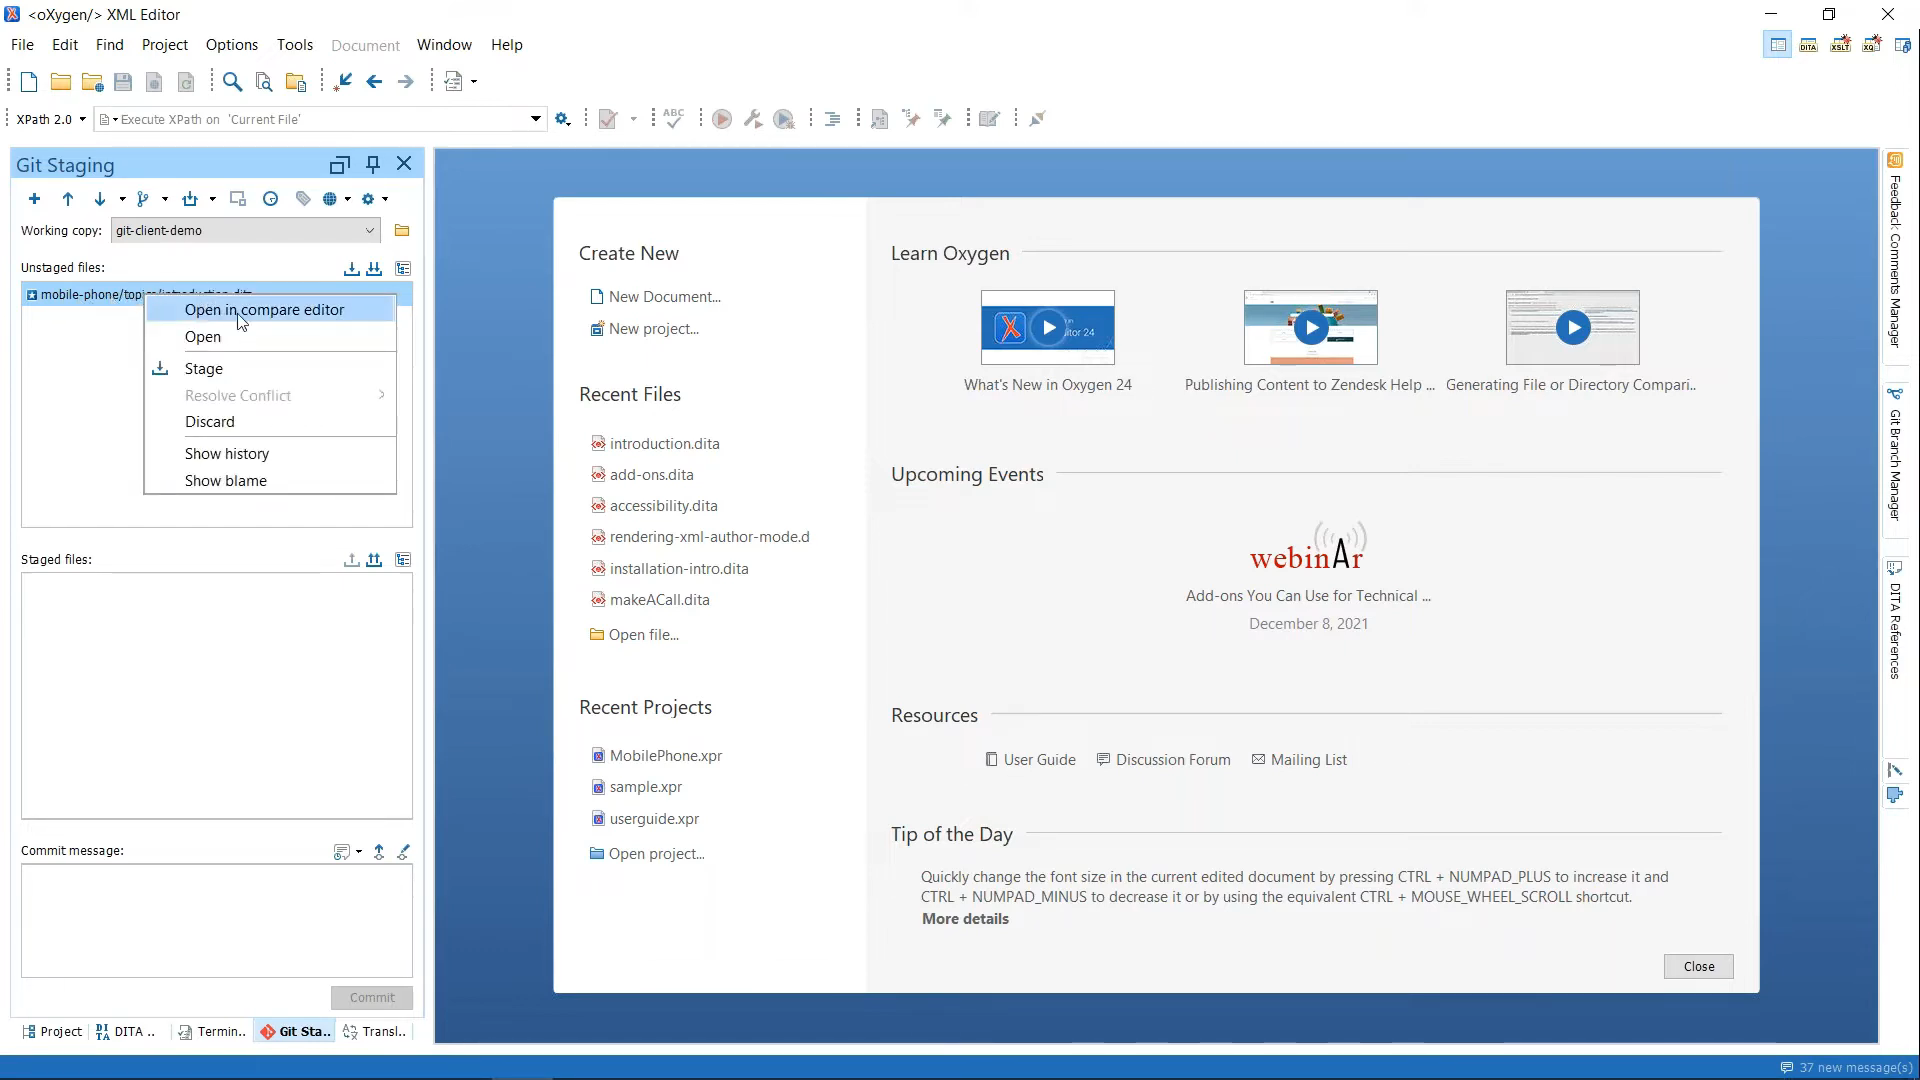 <oXygen/> XML Editor
File Edit Find Project Options Tools Document Window Help
DITA XSLT XQ
XPath 2.0 Execute XPath on 'Current File'
ABC
Git Staging
Working copy: git-client-demo
Unstaged files:
mobile-phone/topics/introduction.dita
Open in compare editor
Open
Stage
Resolve Conflict
Discard
Show history
Show blame
Staged files:
Commit message:
Commit
Project DITA .. Termin.. Git Sta.. Transl..
Create New
New Document...
New project...
Recent Files
introduction.dita
add-ons.dita
accessibility.dita
rendering-xml-author-mode.d
installation-intro.dita
makeACall.dita
Open file...
Recent Projects
MobilePhone.xpr
sample.xpr
userguide.xpr
Open project...
Learn Oxygen
itor 24
What's New in Oxygen 24
Publishing Content to Zendesk Help ...
Generating File or Directory Compari..
Upcoming Events
webinAr
Add-ons You Can Use for Technical ...
December 8, 2021
Resources
User Guide Discussion Forum Mailing List
Tip of the Day
Quickly change the font size in the current edited document by pressing CTRL + NUMPAD_PLUS to increase it and
CTRL + NUMPAD_MINUS to decrease it or by using the equivalent CTRL + MOUSE_WHEEL_SCROLL shortcut.
More details
Close
Feedback Comments Manager
Git Branch Manager
DITA References
37 new message(s)